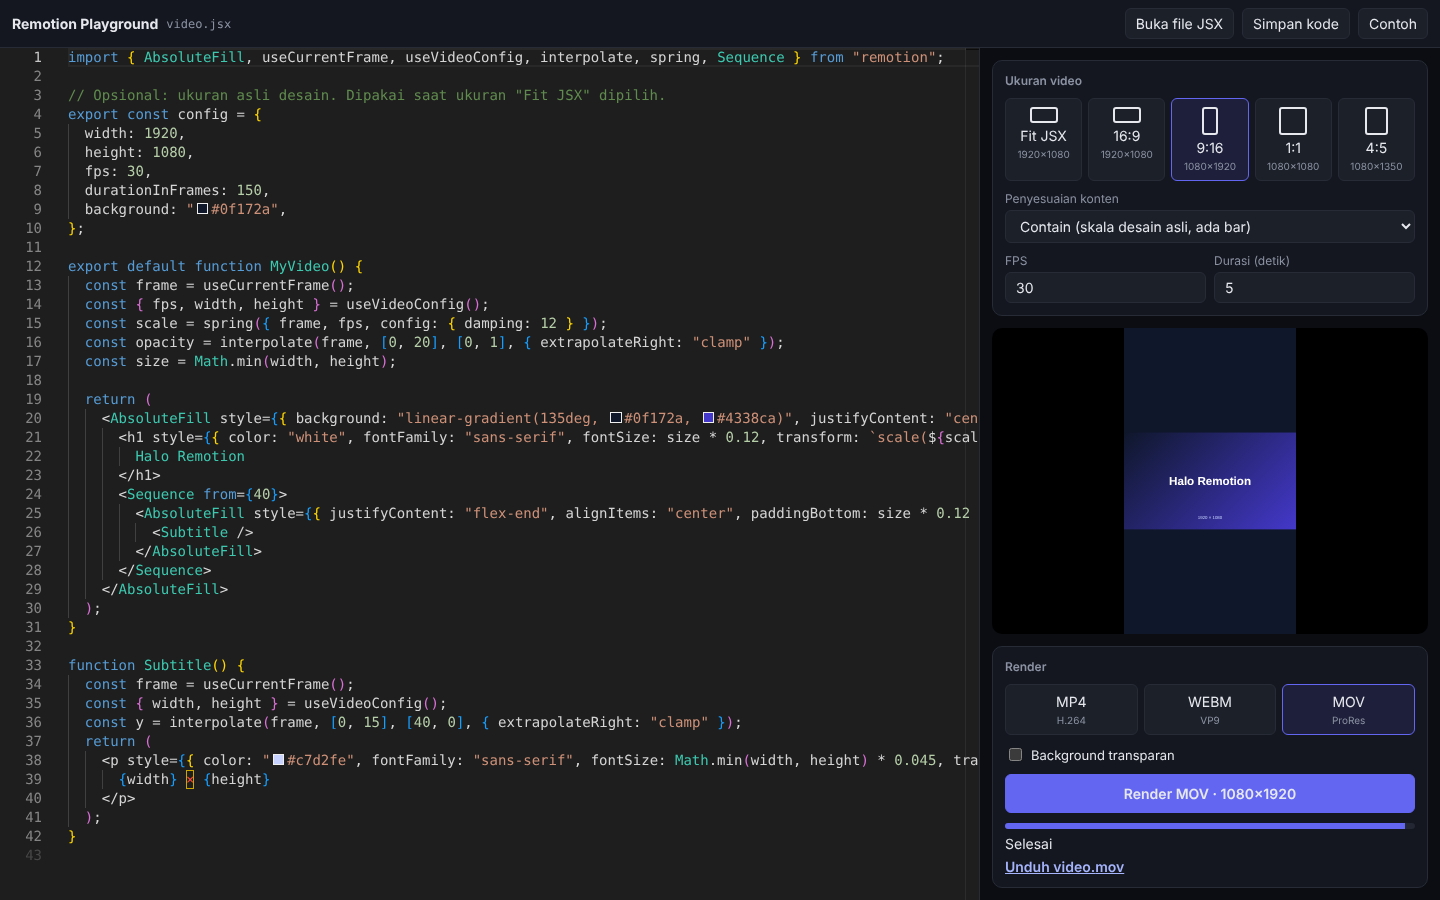 Remotion Playground video.jsx
Buka file JSX
Simpan kode
Contoh
1 import { AbsoluteFill, useCurrentFrame, useVideoConfig, interpolate, spring, Sequence } from "remotion";
2
3 // Opsional: ukuran asli desain. Dipakai saat ukuran "Fit JSX" dipilih.
4 export const config = {
5 width: 1920,
6 height: 1080,
7 fps: 30,
8 durationInFrames: 150,
9 background: "#0f172a",
10 };
11
12 export default function MyVideo() {
13 const frame = useCurrentFrame();
14 const { fps, width, height } = useVideoConfig();
15 const scale = spring({ frame, fps, config: { damping: 12 } });
16 const opacity = interpolate(frame, [0, 20], [0, 1], { extrapolateRight: "clamp" });
17 const size = Math.min(width, height);
18
19 return (
20 <AbsoluteFill style={{ background: "linear-gradient(135deg, #0f172a, #4338ca)", justifyContent: "cen
21 <h1 style={{ color: "white", fontFamily: "sans-serif", fontSize: size * 0.12, transform: `scale(${scal
22 Halo Remotion
23 </h1>
24 <Sequence from={40}>
25 <AbsoluteFill style={{ justifyContent: "flex-end", alignItems: "center", paddingBottom: size * 0.12
26 <Subtitle />
27 </AbsoluteFill>
28 </Sequence>
29 </AbsoluteFill>
30 );
31 }
32
33 function Subtitle() {
34 const frame = useCurrentFrame();
35 const { width, height } = useVideoConfig();
36 const y = interpolate(frame, [0, 15], [40, 0], { extrapolateRight: "clamp" });
37 return (
38 <p style={{ color: "#c7d2fe", fontFamily: "sans-serif", fontSize: Math.min(width, height) * 0.045, tra
39 {width} × {height}
40 </p>
41 );
42 }
43
Ukuran video
Fit JSX
1920×1080
16:9
1920×1080
9:16
1080×1920
1:1
1080×1080
4:5
1080×1350
Penyesuaian konten
Contain (skala desain asli, ada bar)
FPS
30
Durasi (detik)
5
Halo Remotion
1920 × 1080
Render
MP4
H.264
WEBM
VP9
MOV
ProRes
Background transparan
Render MOV · 1080×1920
Selesai
Unduh video.mov